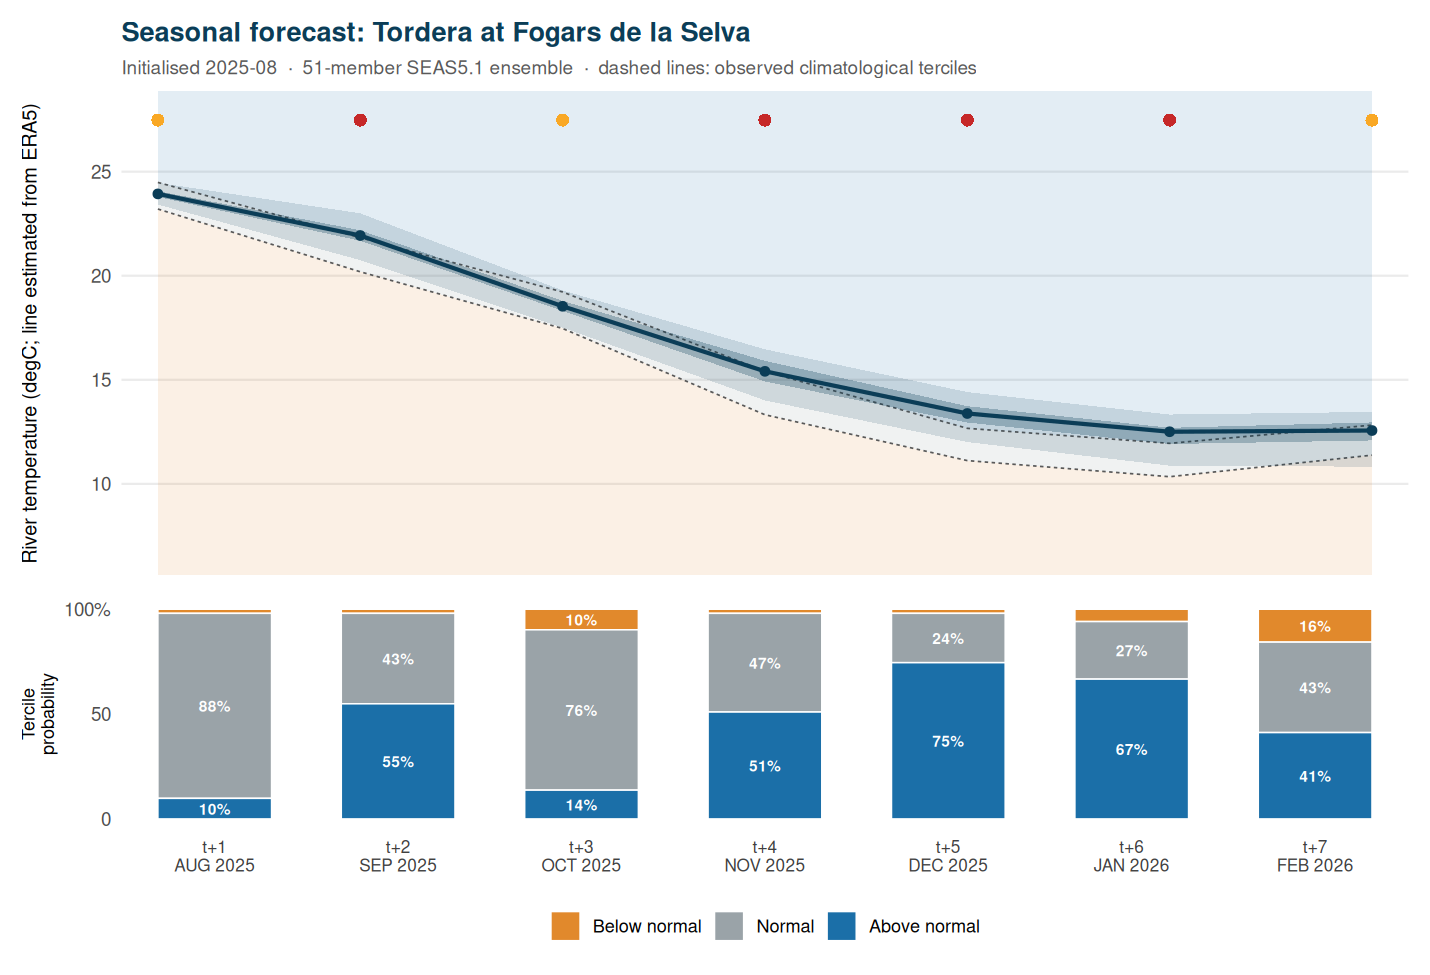 Seasonal forecast: Tordera at Fogars de la Selva
Initialised 2025-08 · 51-member SEAS5.1 ensemble · dashed lines: observed climatological terciles
River temperature (degC; line estimated from ERA5)
25
20
15
10
Tercile
probability
100%
50
0
88%
10%
43%
55%
10%
76%
14%
47%
51%
24%
75%
27%
67%
16%
43%
41%
t+1
AUG 2025
t+2
SEP 2025
t+3
OCT 2025
t+4
NOV 2025
t+5
DEC 2025
t+6
JAN 2026
t+7
FEB 2026
Below normal
Normal
Above normal